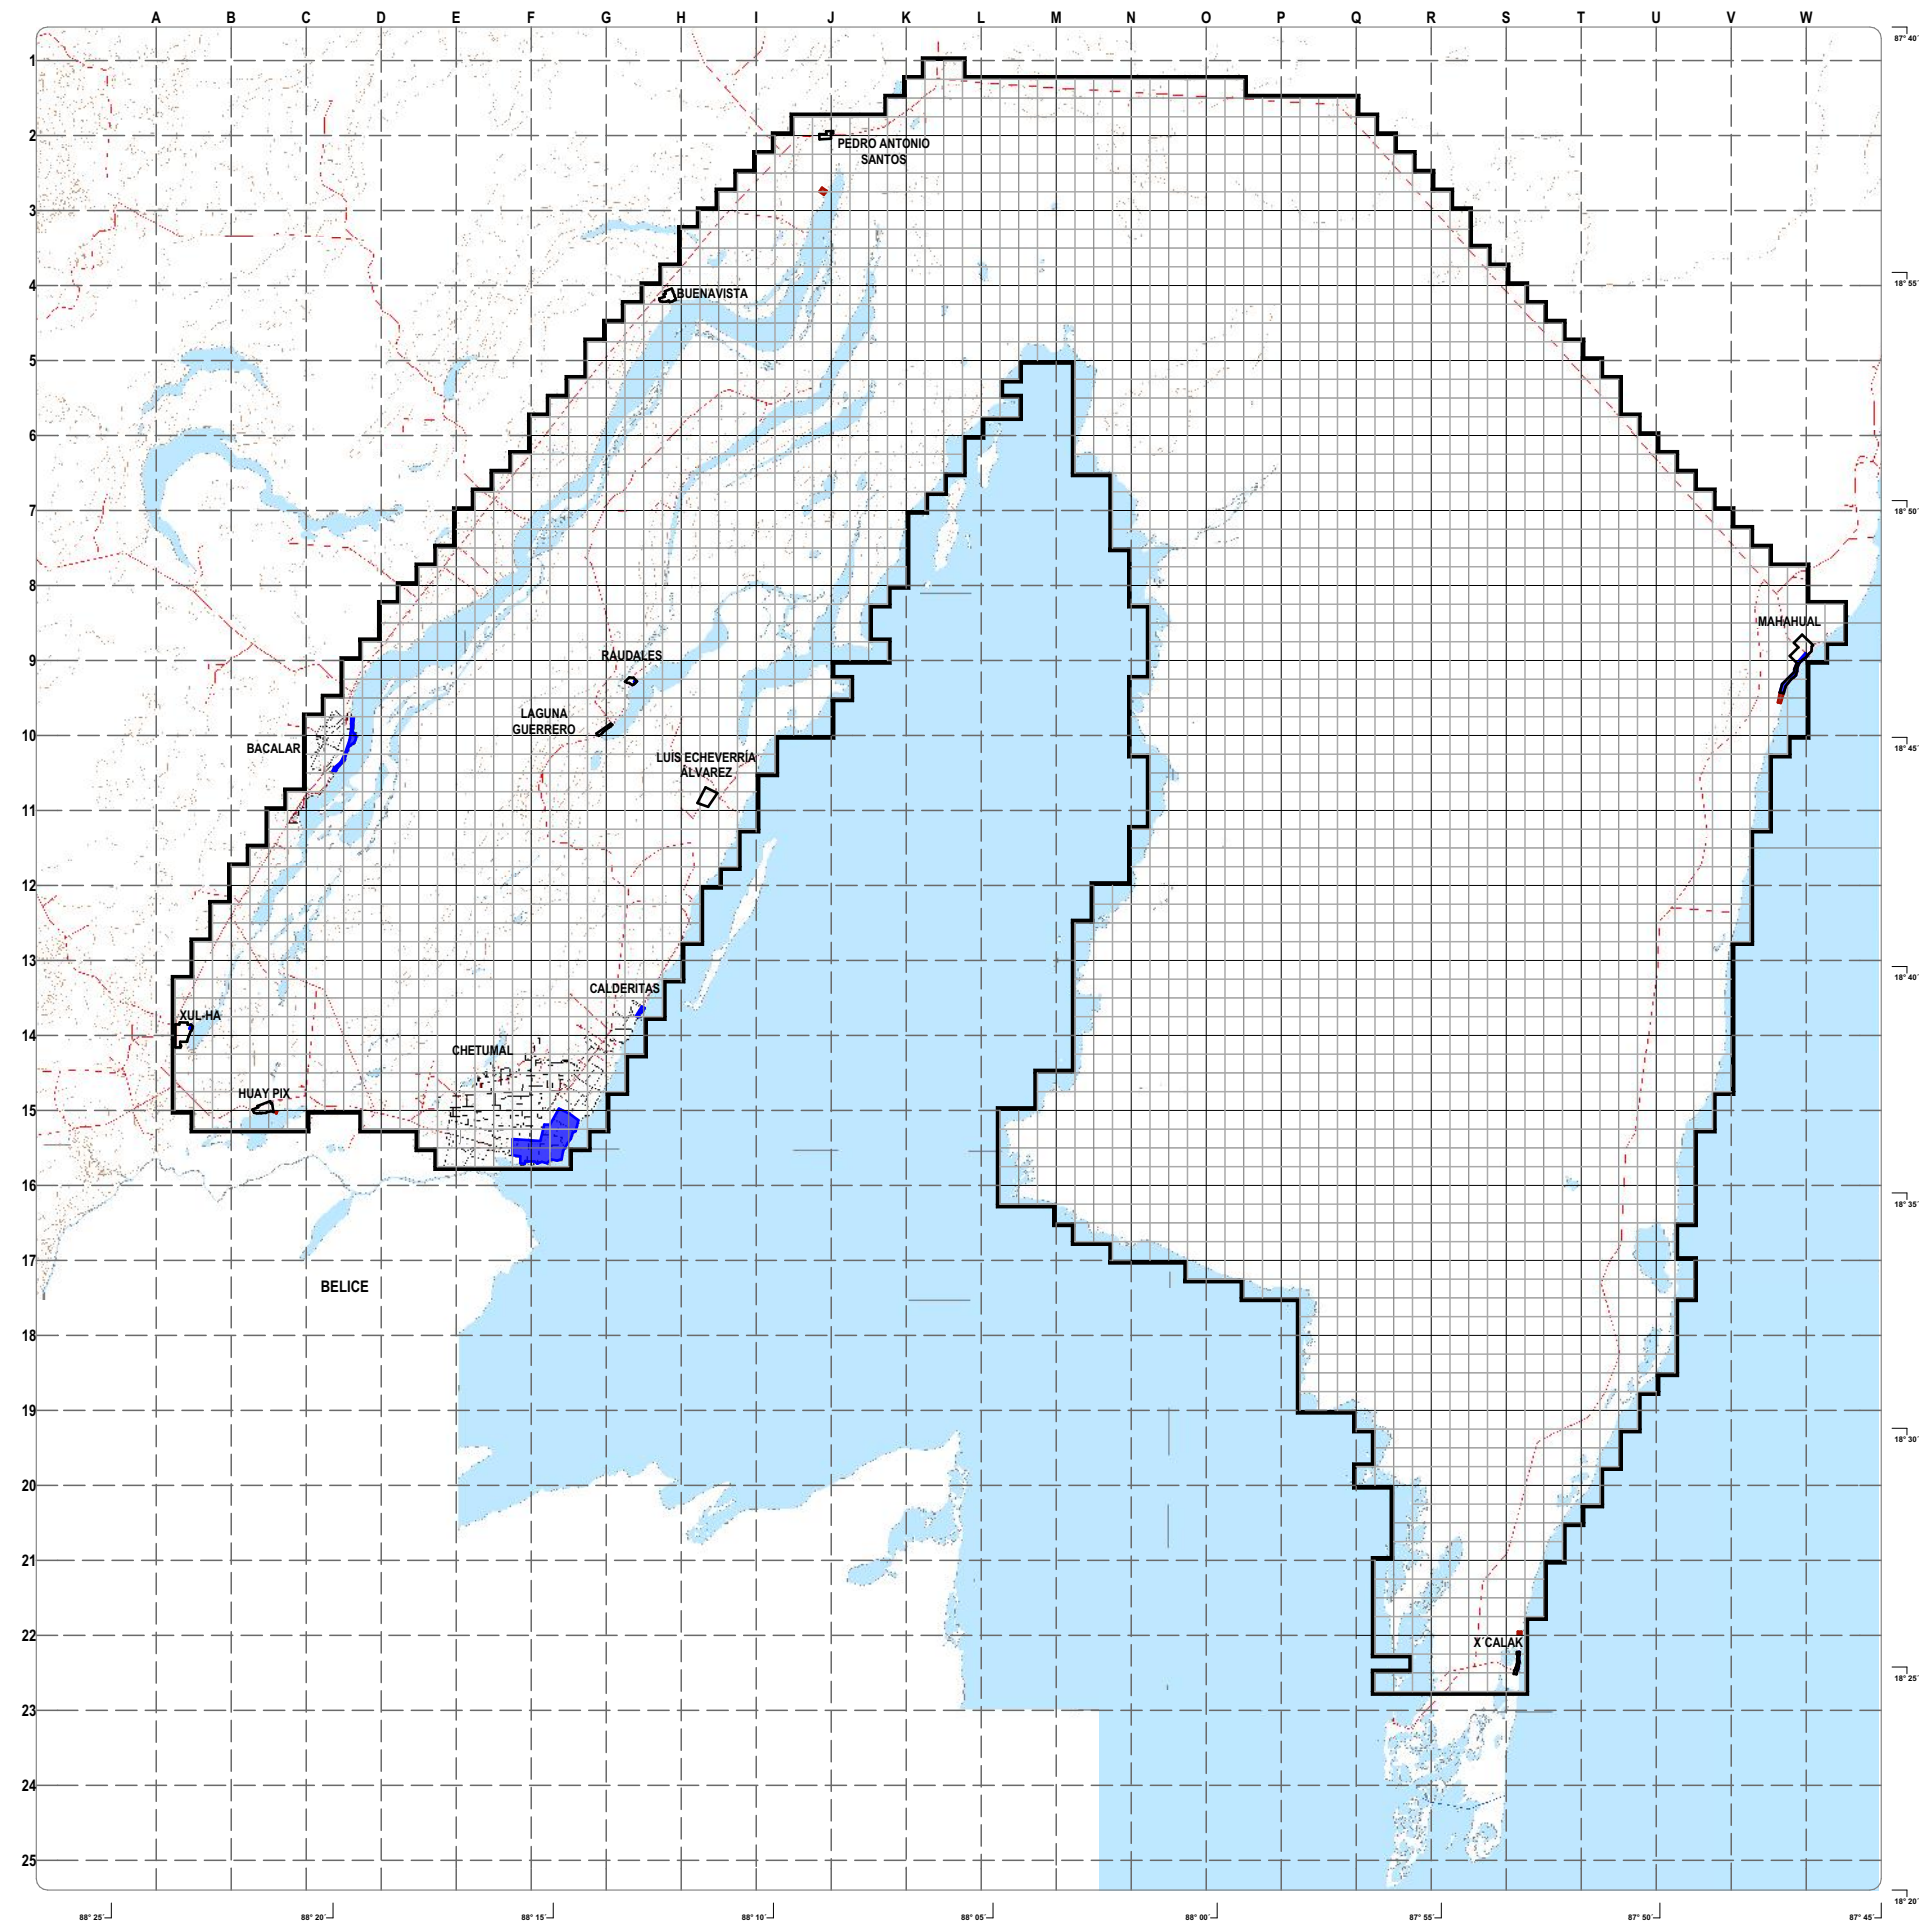 A B C D E F G H I J K L M N O P Q R S T U V W
87° 40´
1
2
PEDRO ANTONIO
SANTOS
3
4
18° 55´
BUENAVISTA
5
6
7
18° 50´
8
MAHAHUAL
9
RAUDALES
LAGUNA
GUERRERO
10
BACALAR
18° 45´
LUIS ECHEVERRÍA
ÁLVAREZ
11
12
13
18° 40´
CALDERITAS
XUL-HA
14
CHETUMAL
HUAY PIX
15
16
18° 35´
17
BELICE
18
19
18° 30´
20
21
22
X´CALAK
18° 25´
23
24
25
18° 20´
88° 25´ 88° 20´ 88° 15´ 88° 10´ 88° 05´ 88° 00´ 87° 55´ 87° 50´ 87° 45´